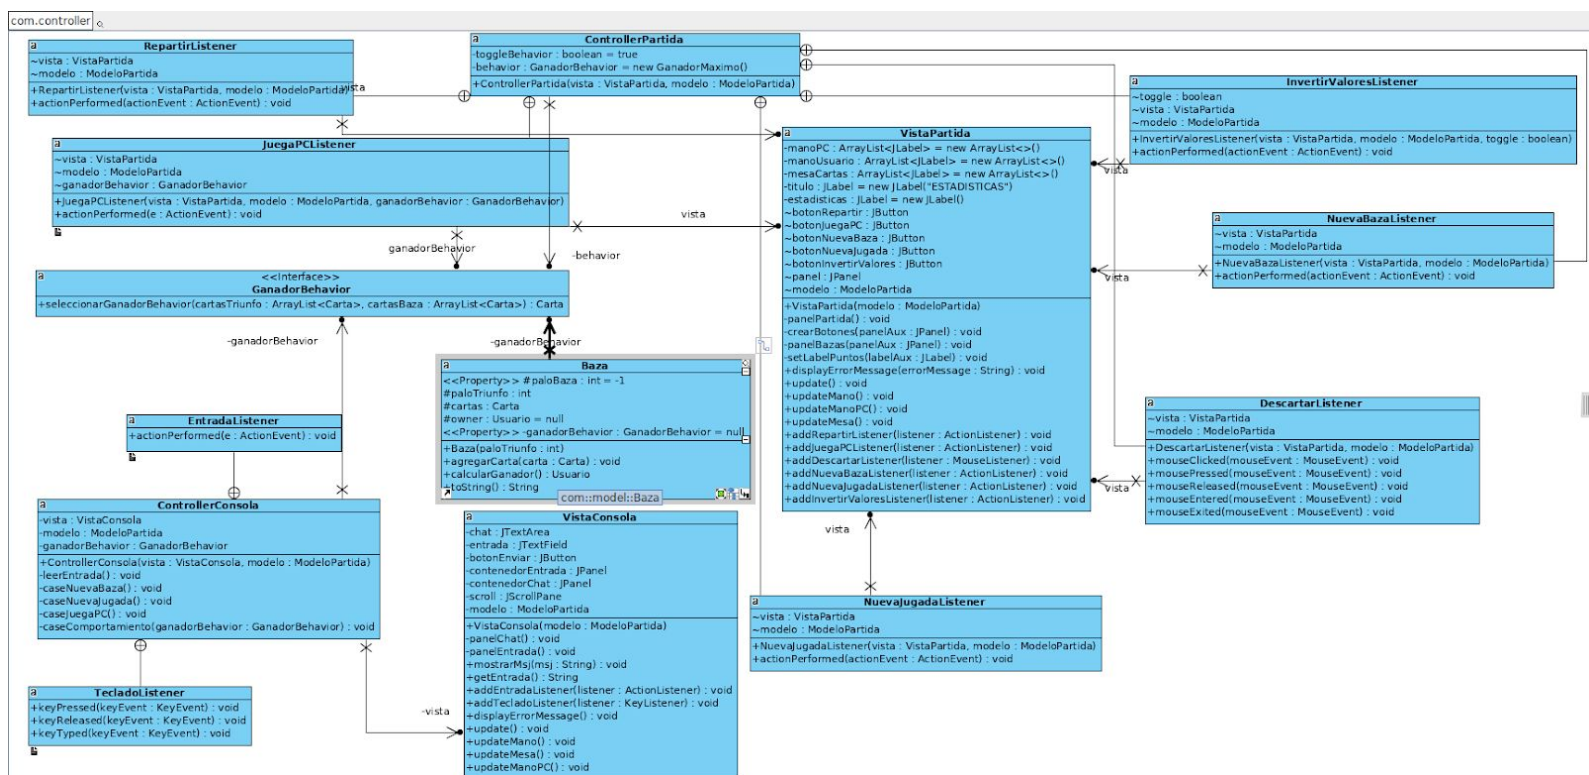 com.controller
RepartirListener
~vista : VistaPartida
~modelo : ModeloPartida
+RepartirListener(vista : VistaPartida, modelo : ModeloPartida)
+actionPerformed(actionEvent : ActionEvent) : void
vista
ControllerPartida
-toggleBehavior : boolean = true
-behavior : GanadorBehavior = new GanadorMaximo()
+ControllerPartida(vista : VistaPartida, modelo : ModeloPartida)
InvertirValoresListener
~toggle : boolean
~vista : VistaPartida
~modelo : ModeloPartida
+InvertirValoresListener(vista : VistaPartida, modelo : ModeloPartida, toggle : boolean)
+actionPerformed(actionEvent : ActionEvent) : void
vista
JuegaPCListener
~vista : VistaPartida
~modelo : ModeloPartida
~ganadorBehavior : GanadorBehavior
+JuegaPCListener(vista : VistaPartida, modelo : ModeloPartida, ganadorBehavior : GanadorBehavior)
+actionPerformed(e : ActionEvent) : void
vista
ganadorBehavior
-behavior
VistaPartida
-manoPC : ArrayList<JLabel> = new ArrayList<>()
-manoUsuario : ArrayList<JLabel> = new ArrayList<>()
-mesaCartas : ArrayList<JLabel> = new ArrayList<>()
-titulo : JLabel = new JLabel("ESTADISTICAS")
-estadisticas : JLabel = new JLabel()
~botonRepartir : JButton
~botonJuegaPC : JButton
~botonNuevaBaza : JButton
~botonNuevaJugada : JButton
~botonInvertirValores : JButton
~panel : JPanel
~modelo : ModeloPartida
+VistaPartida(modelo : ModeloPartida)
-panelPartida() : void
-crearBotones(panelAux : JPanel) : void
-panelBazas(panelAux : JPanel) : void
-setLabelPuntos(labelAux : JLabel) : void
+displayErrorMessage(errorMessage : String) : void
+update() : void
+updateMano() : void
+updateManoPC() : void
+updateMesa() : void
+addRepartirListener(listener : ActionListener) : void
+addJuegaPCListener(listener : ActionListener) : void
+addDescartarListener(listener : MouseListener) : void
+addNuevaBazaListener(listener : ActionListener) : void
+addNuevaJugadaListener(listener : ActionListener) : void
+addInvertirValoresListener(listener : ActionListener) : void
NuevaBazaListener
~vista : VistaPartida
~modelo : ModeloPartida
+NuevaBazaListener(vista : VistaPartida, modelo : ModeloPartida)
+actionPerformed(actionEvent : ActionEvent) : void
vista
<<Interface>>
GanadorBehavior
+seleccionarGanadorBehavior(cartasTriunfo : ArrayList<Carta>, cartasBaza : ArrayList<Carta>) : Carta
-ganadorBehavior
-ganadorBehavior
Baza
<<Property>> #paloBaza : int = -1
#paloTriunfo : int
#cartas : Carta
#owner : Usuario = null
<<Property>> -ganadorBehavior : GanadorBehavior = null
+Baza(paloTriunfo : int)
+agregarCarta(carta : Carta) : void
+calcularGanador() : Usuario
+toString() : String
com::model::Baza
DescartarListener
~vista : VistaPartida
~modelo : ModeloPartida
+DescartarListener(vista : VistaPartida, modelo : ModeloPartida)
+mouseClicked(mouseEvent : MouseEvent) : void
+mousePressed(mouseEvent : MouseEvent) : void
+mouseReleased(mouseEvent : MouseEvent) : void
+mouseEntered(mouseEvent : MouseEvent) : void
+mouseExited(mouseEvent : MouseEvent) : void
vista
EntradaListener
+actionPerformed(e : ActionEvent) : void
ControllerConsola
-vista : VistaConsola
-modelo : ModeloPartida
-ganadorBehavior : GanadorBehavior
+ControllerConsola(vista : VistaConsola, modelo : ModeloPartida)
-leerEntrada() : void
-caseNuevaBaza() : void
-caseNuevaJugada() : void
-caseJuegaPC() : void
-caseComportamiento(ganadorBehavior : GanadorBehavior) : void
VistaConsola
-chat : JTextArea
-entrada : JTextField
-botonEnviar : JButton
-contenedorEntrada : JPanel
-contenedorChat : JPanel
-scroll : JScrollPane
-modelo : ModeloPartida
+VistaConsola(modelo : ModeloPartida)
-panelChat() : void
-panelEntrada() : void
+mostrarMsj(msj : String) : void
+getEntrada() : String
+addEntradaListener(listener : ActionListener) : void
+addTecladoListener(listener : KeyListener) : void
+displayErrorMessage() : void
+update() : void
+updateMano() : void
+updateMesa() : void
+updateManoPC() : void
vista
NuevaJugadaListener
~vista : VistaPartida
~modelo : ModeloPartida
+NuevaJugadaListener(vista : VistaPartida, modelo : ModeloPartida)
+actionPerformed(actionEvent : ActionEvent) : void
TecladoListener
+keyPressed(keyEvent : KeyEvent) : void
+keyReleased(keyEvent : KeyEvent) : void
+keyTyped(keyEvent : KeyEvent) : void
-vista